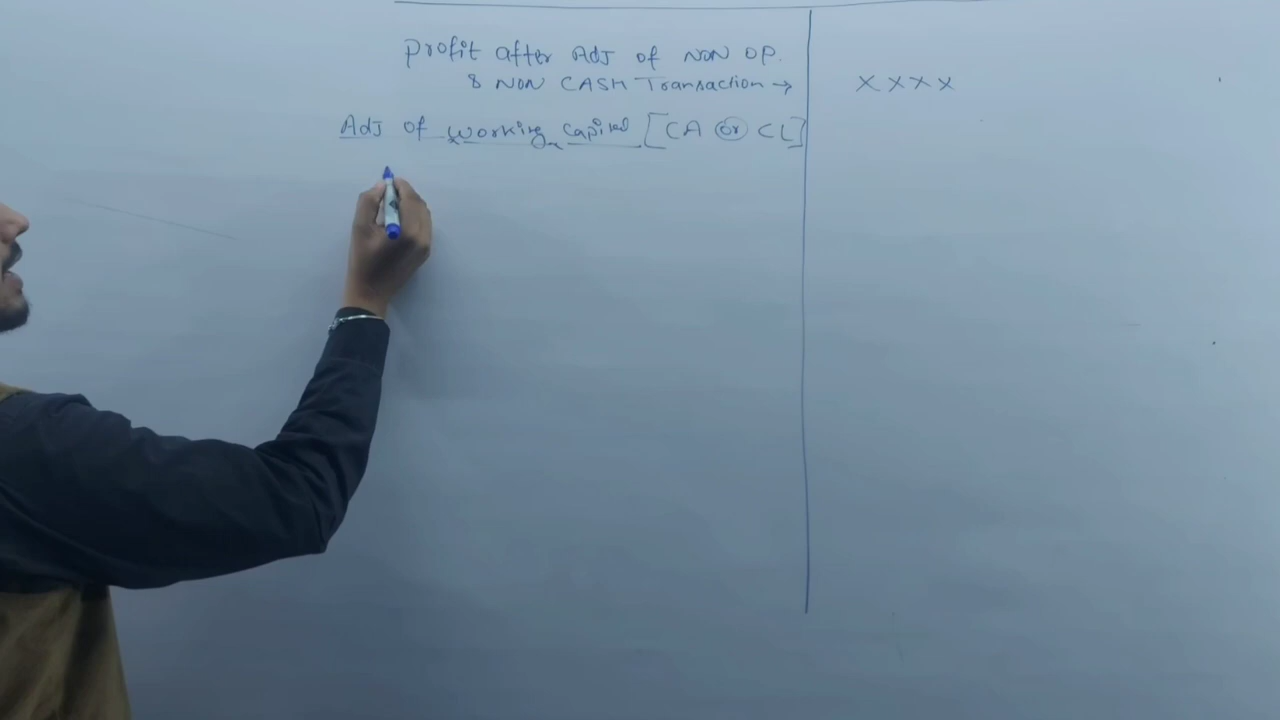 Profit after Adj of NON OP.
& NON CASH Transaction → XXXX
Adj of working capital [CA or CL]